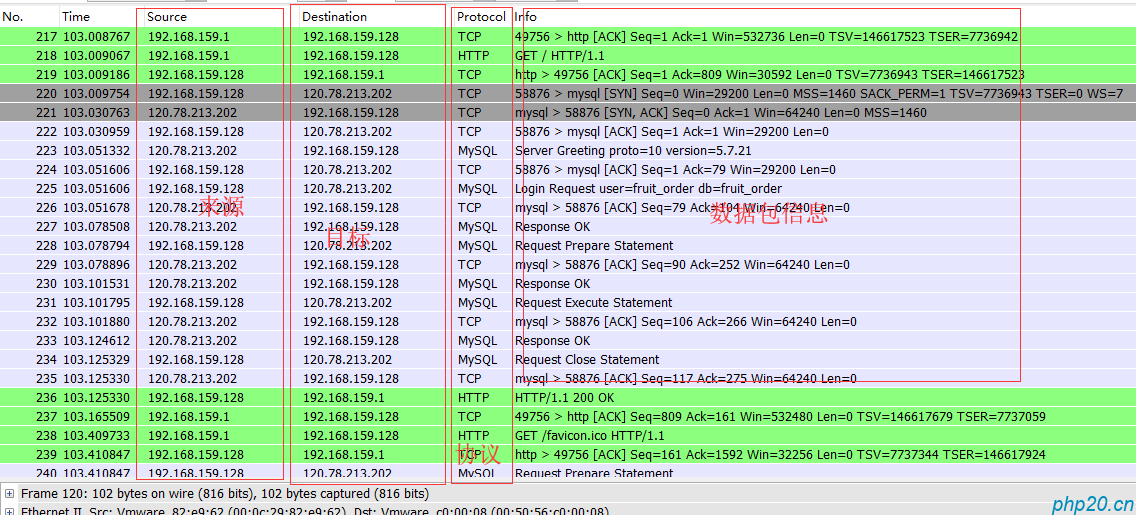 No. Time Source Destination Protocol Info
217 103.008767 192.168.159.1 192.168.159.128 TCP 49756 > http [ACK] Seq=1 Ack=1 Win=532736 Len=0 TSV=146617523 TSER=7736942
218 103.009067 192.168.159.1 192.168.159.128 HTTP GET / HTTP/1.1
219 103.009186 192.168.159.128 192.168.159.1 TCP http > 49756 [ACK] Seq=1 Ack=809 Win=30592 Len=0 TSV=7736943 TSER=146617523
220 103.009754 192.168.159.128 120.78.213.202 TCP 58876 > mysql [SYN] Seq=0 Win=29200 Len=0 MSS=1460 SACK_PERM=1 TSV=7736943 TSER=0 WS=7
221 103.030763 120.78.213.202 192.168.159.128 TCP mysql > 58876 [SYN, ACK] Seq=0 Ack=1 Win=64240 Len=0 MSS=1460
222 103.030959 192.168.159.128 120.78.213.202 TCP 58876 > mysql [ACK] Seq=1 Ack=1 Win=29200 Len=0
223 103.051332 120.78.213.202 192.168.159.128 MySQL Server Greeting proto=10 version=5.7.21
224 103.051606 192.168.159.128 120.78.213.202 TCP 58876 > mysql [ACK] Seq=1 Ack=79 Win=29200 Len=0
225 103.051606 192.168.159.128 120.78.213.202 MySQL Login Request user=fruit_order db=fruit_order
226 103.051678 120.78.213.202 192.168.159.128 TCP mysql > 58876 [ACK] Seq=79 Ack=104 Win=64240 Len=0
来源 数据包信息
227 103.078508 120.78.213.202 192.168.159.128 MySQL Response OK
目标
228 103.078794 192.168.159.128 120.78.213.202 MySQL Request Prepare Statement
229 103.078896 120.78.213.202 192.168.159.128 TCP mysql > 58876 [ACK] Seq=90 Ack=252 Win=64240 Len=0
230 103.101531 120.78.213.202 192.168.159.128 MySQL Response OK
231 103.101795 192.168.159.128 120.78.213.202 MySQL Request Execute Statement
232 103.101880 120.78.213.202 192.168.159.128 TCP mysql > 58876 [ACK] Seq=106 Ack=266 Win=64240 Len=0
233 103.124612 120.78.213.202 192.168.159.128 MySQL Response OK
234 103.125329 192.168.159.128 120.78.213.202 MySQL Request Close Statement
235 103.125330 120.78.213.202 192.168.159.128 TCP mysql > 58876 [ACK] Seq=117 Ack=275 Win=64240 Len=0
236 103.125330 192.168.159.128 192.168.159.1 HTTP HTTP/1.1 200 OK
237 103.165509 192.168.159.1 192.168.159.128 TCP 49756 > http [ACK] Seq=809 Ack=161 Win=532480 Len=0 TSV=146617679 TSER=7737059
238 103.409733 192.168.159.1 192.168.159.128 HTTP GET /favicon.ico HTTP/1.1
239 103.410847 192.168.159.128 192.168.159.1 TCP http > 49756 [ACK] Seq=161 Ack=1592 Win=32256 Len=0 TSV=7737344 TSER=146617924
协议
240 103.410847 192.168.159.128 120.78.213.202 MySQL Request Prepare Statement
Frame 120: 102 bytes on wire (816 bits), 102 bytes captured (816 bits)
Ethernet II, Src: Vmware_82:e9:62 (00:0c:29:82:e9:62), Dst: Vmware_c0:00:08 (00:50:56:c0:00:08)
php20.cn